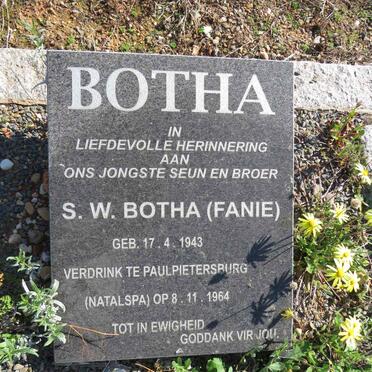 BOTHA
IN
LIEFDEVOLLE HERINNERING
AAN
ONS JONGSTE SEUN EN BROER
S. W. BOTHA (FANIE)
GEB. 17. 4. 1943
VERDRINK TE PAULPIETERSBURG
(NATALSPA) OP 8. 11. 1964
TOT IN EWIGHEID
GODDANK VIR JOU.